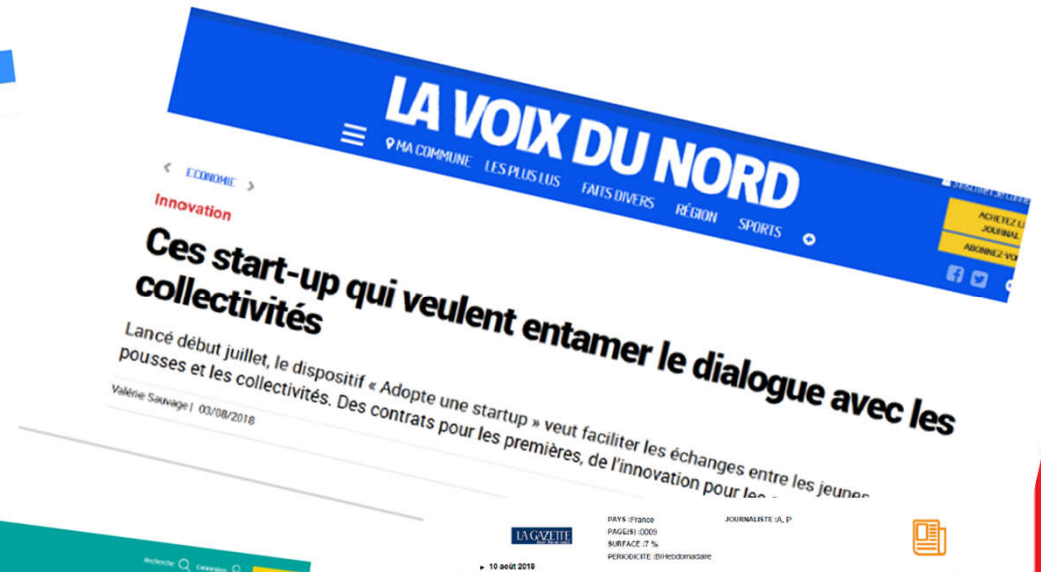 LA VOIX DU NORD
MA COMMUNE LES PLUS LUS FAITS DIVERS RÉGION SPORTS
ACHETEZ
JOURNAL
ABONNEZ
ECONOMIE
Innovation
Ces start-up qui veulent entamer le dialogue avec les
collectivités
Lancé début juillet, le dispositif « Adopte une startup » veut faciliter les échanges entre les jeunes
pousses et les collectivités. Des contrats pour les premières, de l'innovation pour les
Valérie Sauvage | 03/08/2018
Recherche Connexion
LA GAZETTE
PAYS :France
PAGE(S) :0009
SURFACE :7 %
PERIODICITE :BiHebdomadaire
JOURNALISTE :A. P
10 août 2018